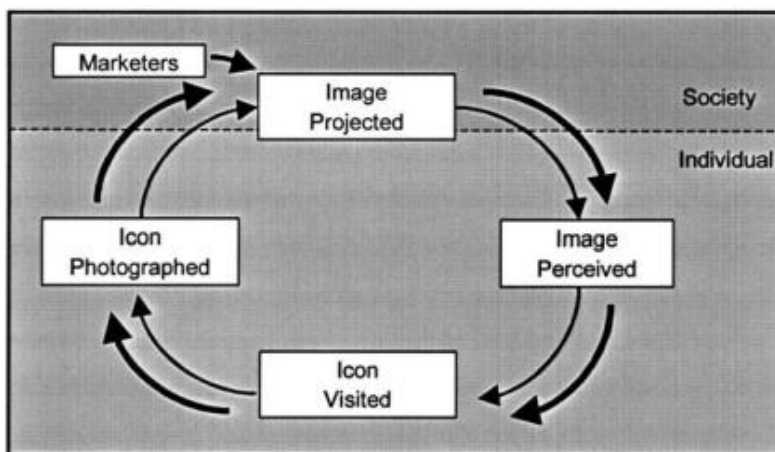 Marketers
Image
Projected
Society
Individual
Icon
Photographed
Image
Perceived
Icon
Visited